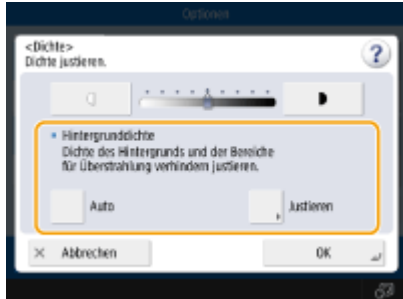 Optionen
<Dichte>
Dichte justieren.
?
Hintergrunddichte
Dichte des Hintergrunds und der Bereiche
für Überstrahlung verhindern justieren.
Auto
Justieren
× Abbrechen
OK